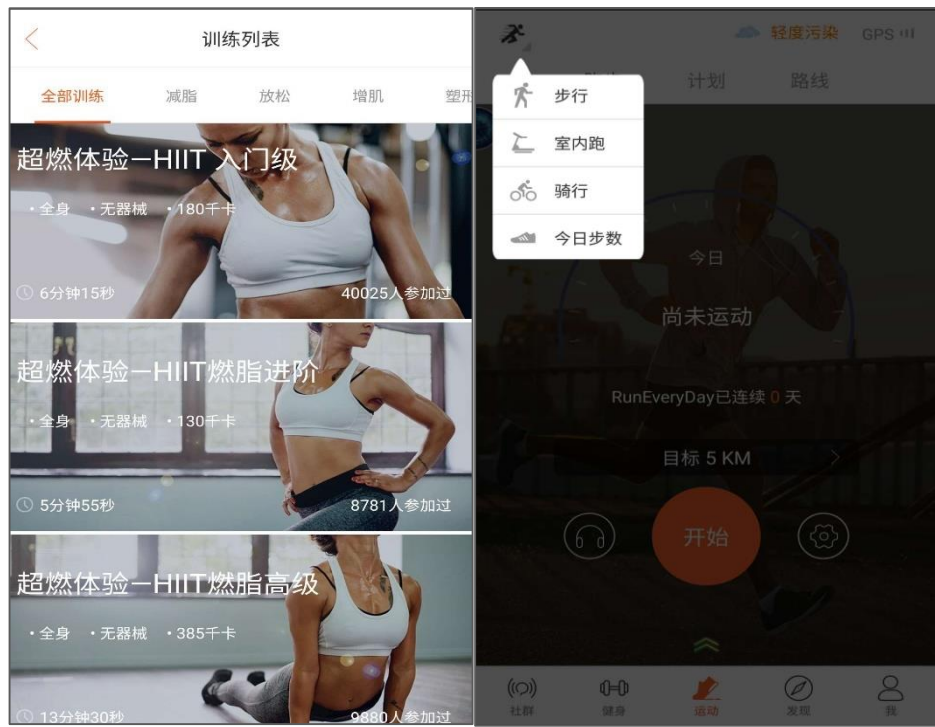 训练列表
全部训练 减脂 放松 增肌 塑形
超燃体验—HIIT 入门级
·全身 ·无器械 ·180千卡
6分钟15秒 40025人参加过
超燃体验—HIIT燃脂进阶
·全身 ·无器械 ·130千卡
5分钟55秒 8781人参加过
超燃体验—HIIT燃脂高级
·全身 ·无器械 ·385千卡
13分钟30秒 9880人参加过
轻度污染 GPS
计划 路线
步行
室内跑
骑行
今日步数
今日
尚未运动
RunEveryDay已连续 0 天
目标 5 KM
开始
社群 健身 运动 发现 我